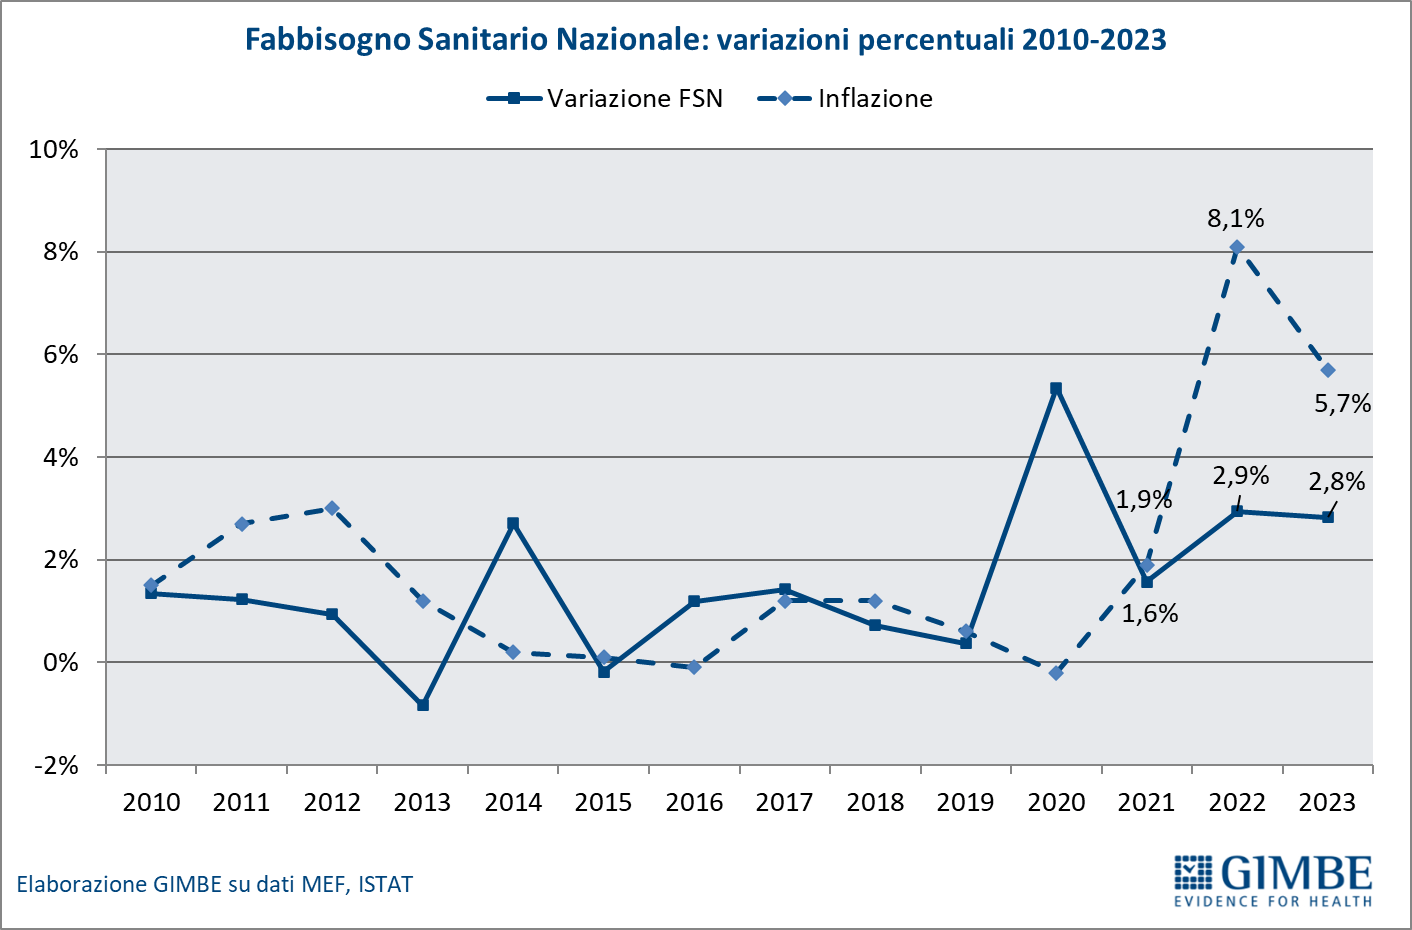 Fabbisogno Sanitario Nazionale: variazioni percentuali 2010-2023
Variazione FSN Inflazione
10%
8%
6%
4%
2%
0%
-2%
8,1%
5,7%
1,9%
2,9%
2,8%
1,6%
2010 2011 2012 2013 2014 2015 2016 2017 2018 2019 2020 2021 2022 2023
Elaborazione GIMBE su dati MEF, ISTAT
GIMBE
EVIDENCE FOR HEALTH